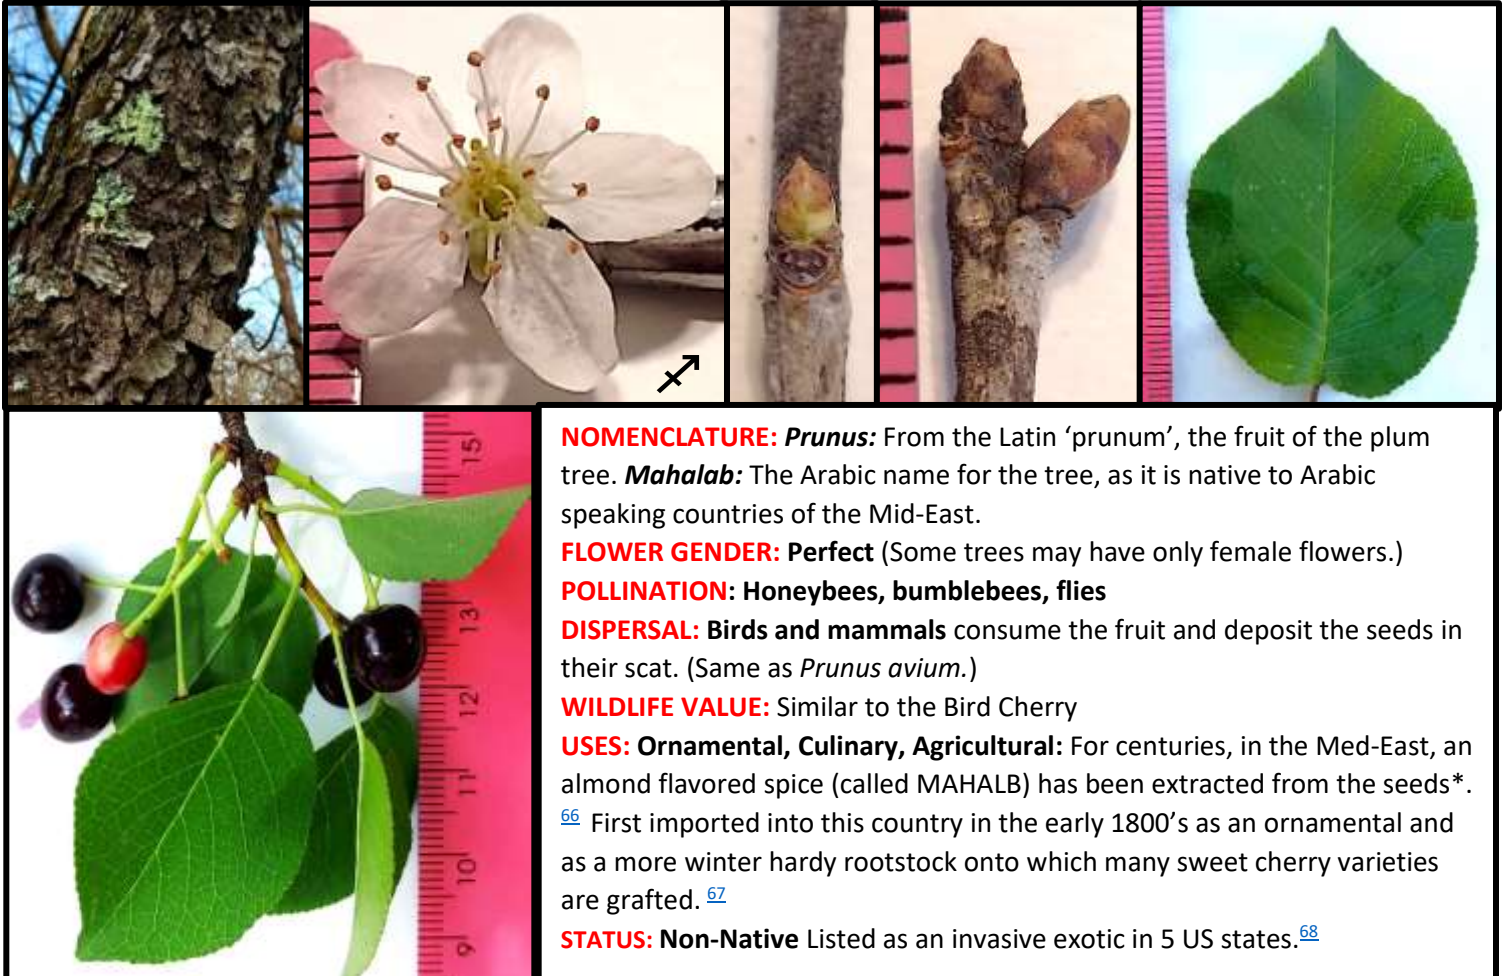 15
13
12
11
10
9
NOMENCLATURE: Prunus: From the Latin ‘prunum’, the fruit of the plum
tree. Mahalab: The Arabic name for the tree, as it is native to Arabic
speaking countries of the Mid-East.
FLOWER GENDER: Perfect (Some trees may have only female flowers.)
POLLINATION: Honeybees, bumblebees, flies
DISPERSAL: Birds and mammals consume the fruit and deposit the seeds in
their scat. (Same as Prunus avium.)
WILDLIFE VALUE: Similar to the Bird Cherry
USES: Ornamental, Culinary, Agricultural: For centuries, in the Med-East, an
almond flavored spice (called MAHALB) has been extracted from the seeds*.
66 First imported into this country in the early 1800’s as an ornamental and
as a more winter hardy rootstock onto which many sweet cherry varieties
are grafted. 67
STATUS: Non-Native Listed as an invasive exotic in 5 US states.68